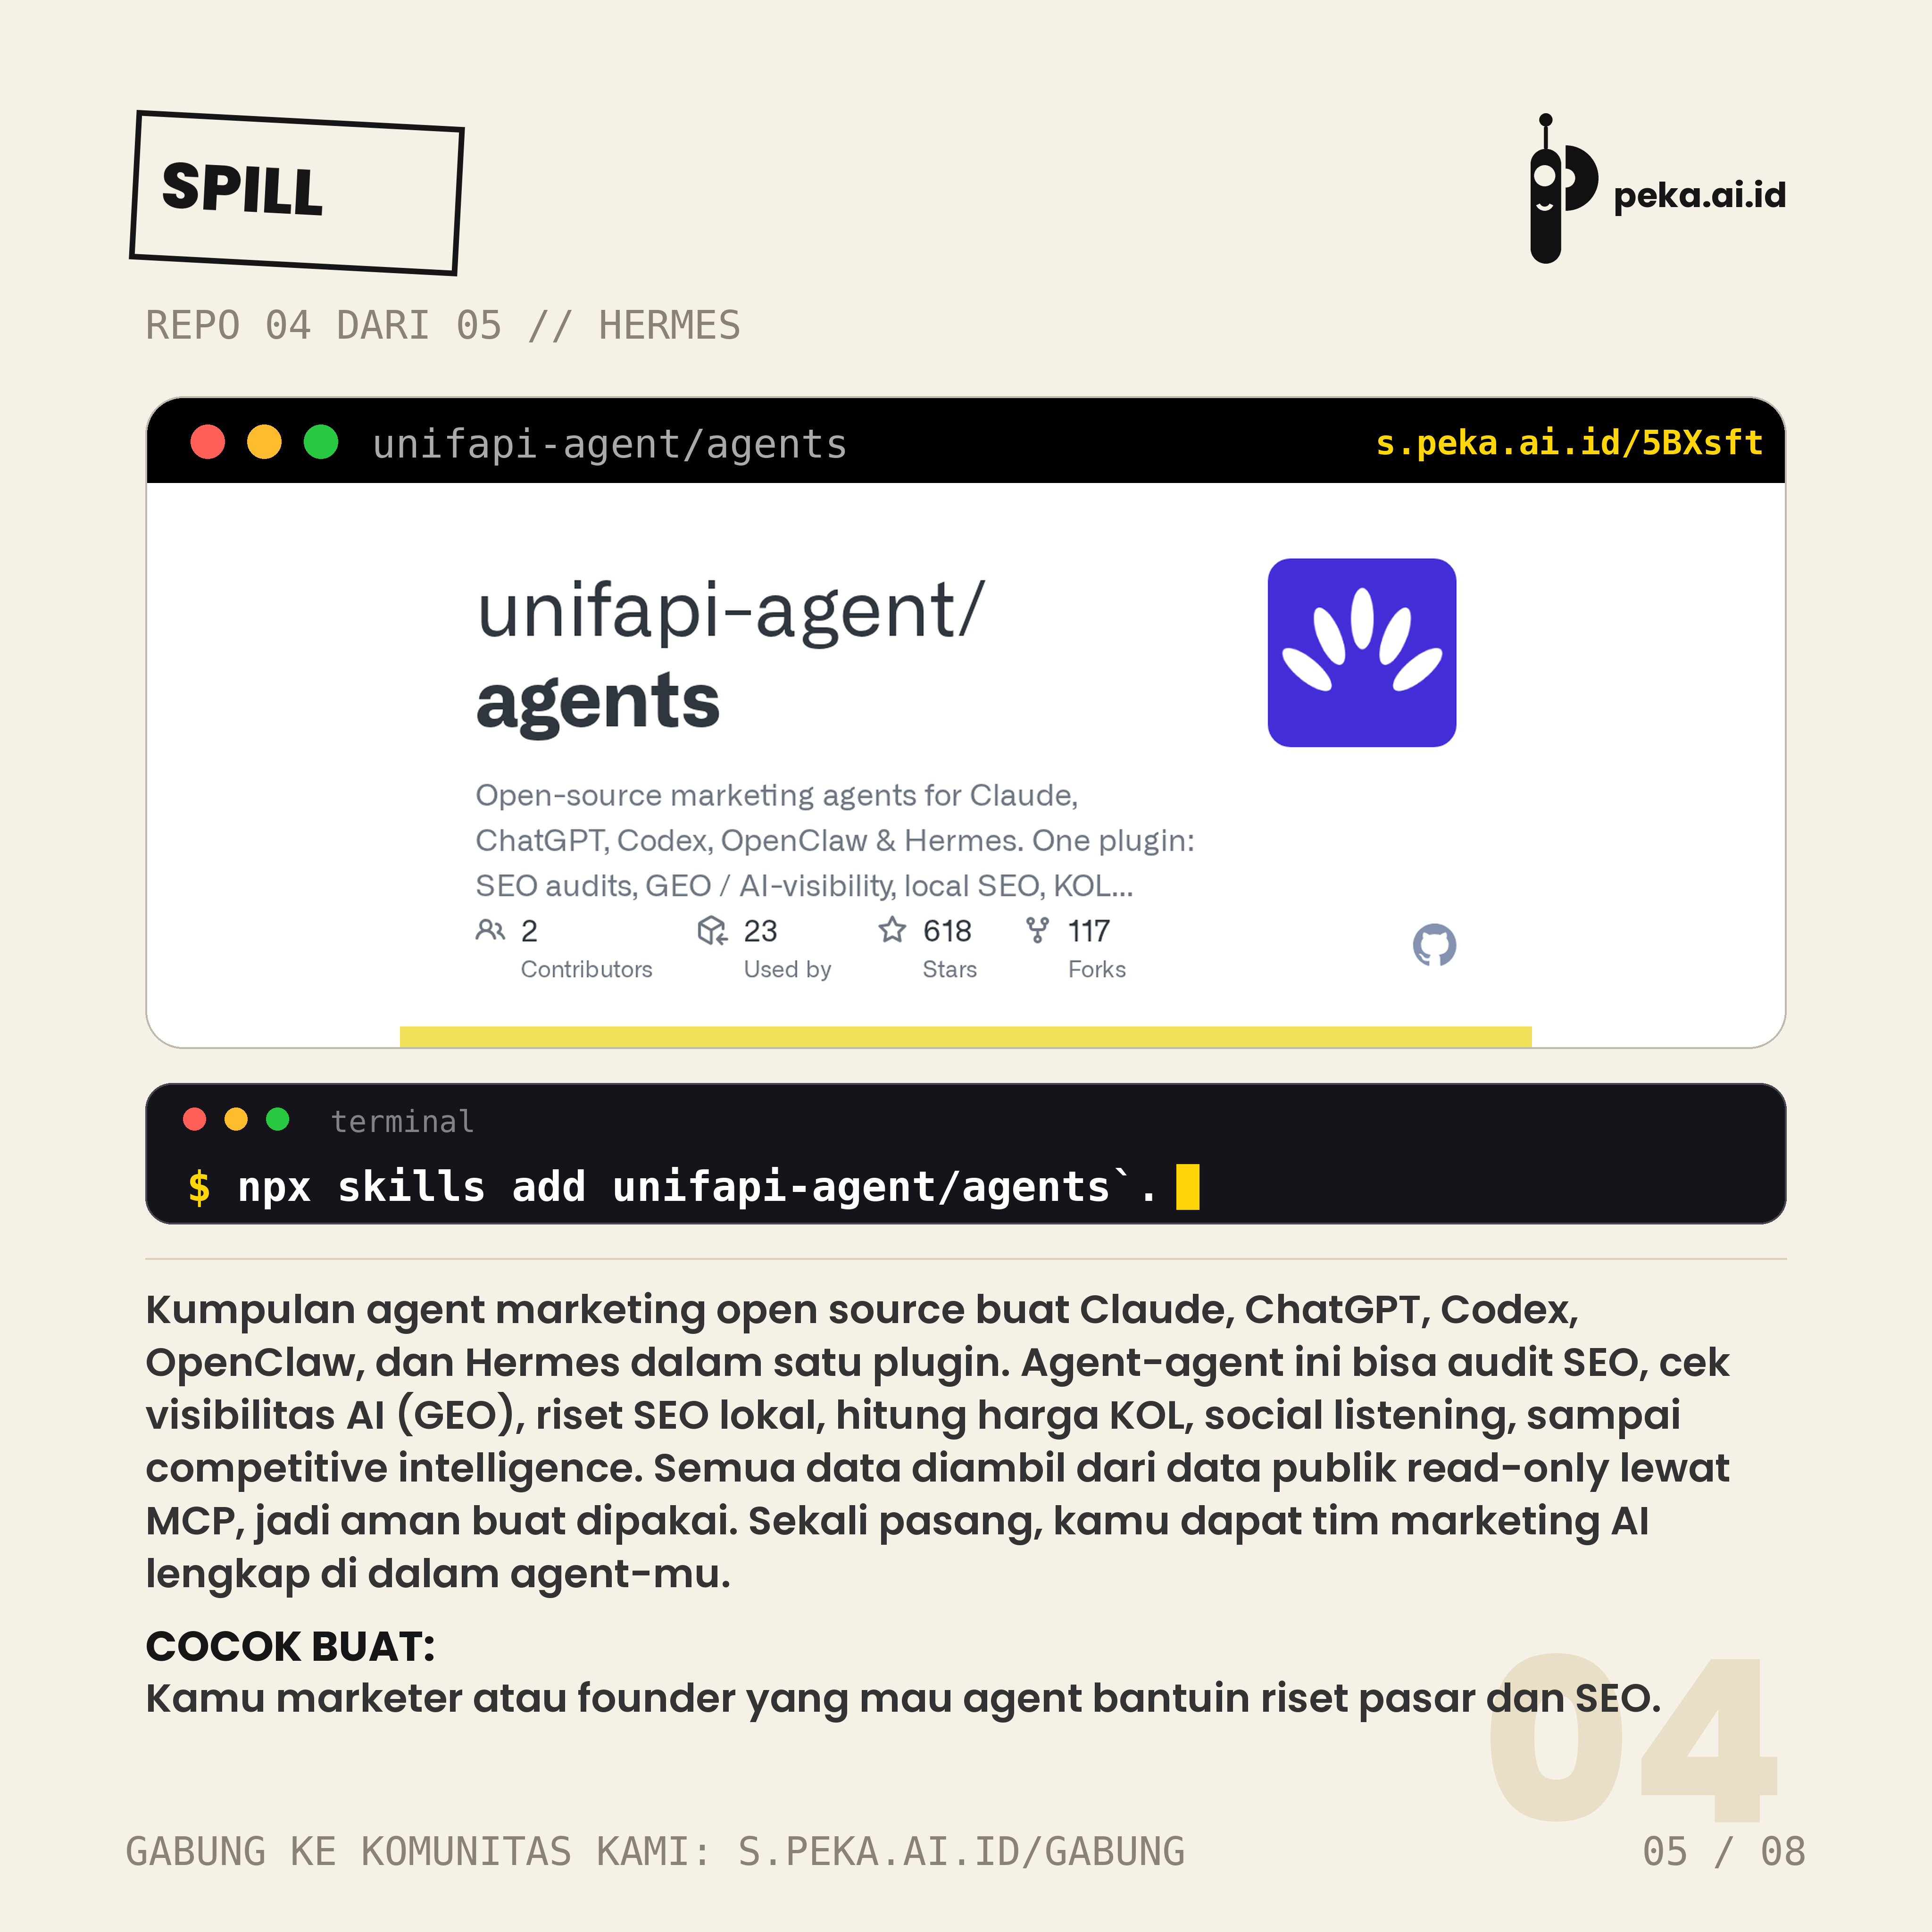 SPILL
peka.ai.id
REPO 04 DARI 05 // HERMES
unifapi-agent/agents
s.peka.ai.id/5BXsft
unifapi-agent/
agents
Open-source marketing agents for Claude,
ChatGPT, Codex, OpenClaw & Hermes. One plugin:
SEO audits, GEO / AI-visibility, local SEO, KOL...
2
Contributors
23
Used by
618
Stars
117
Forks
terminal
$ npx skills add unifapi-agent/agents`.
Kumpulan agent marketing open source buat Claude, ChatGPT, Codex,
OpenClaw, dan Hermes dalam satu plugin. Agent-agent ini bisa audit SEO, cek
visibilitas AI (GEO), riset SEO lokal, hitung harga KOL, social listening, sampai
competitive intelligence. Semua data diambil dari data publik read-only lewat
MCP, jadi aman buat dipakai. Sekali pasang, kamu dapat tim marketing AI
lengkap di dalam agent-mu.
COCOK BUAT:
Kamu marketer atau founder yang mau agent bantuin riset pasar dan SEO.
04
GABUNG KE KOMUNITAS KAMI: S.PEKA.AI.ID/GABUNG
05 / 08